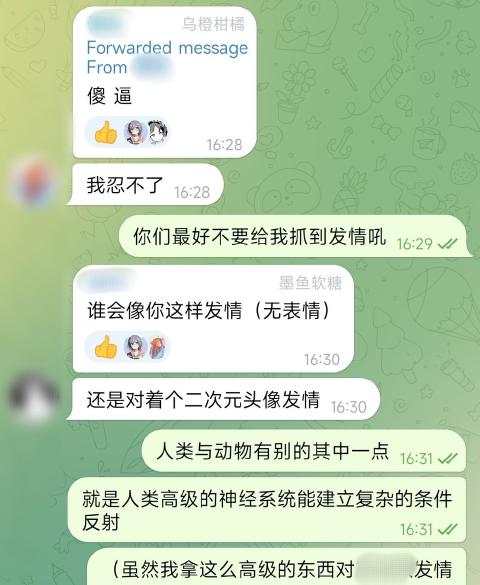 乌橙柑橘
Forwarded message
From
傻 逼
16:28
我忍不了 16:28
你们最好不要给我抓到发情吼 16:29
墨鱼软糖
谁会像你这样发情（无表情）
16:30
还是对着个二次元头像发情 16:30
人类与动物有别的其中一点 16:31
就是人类高级的神经系统能建立复杂的条件
反射
16:31
（虽然我拿这么高级的东西对
发情